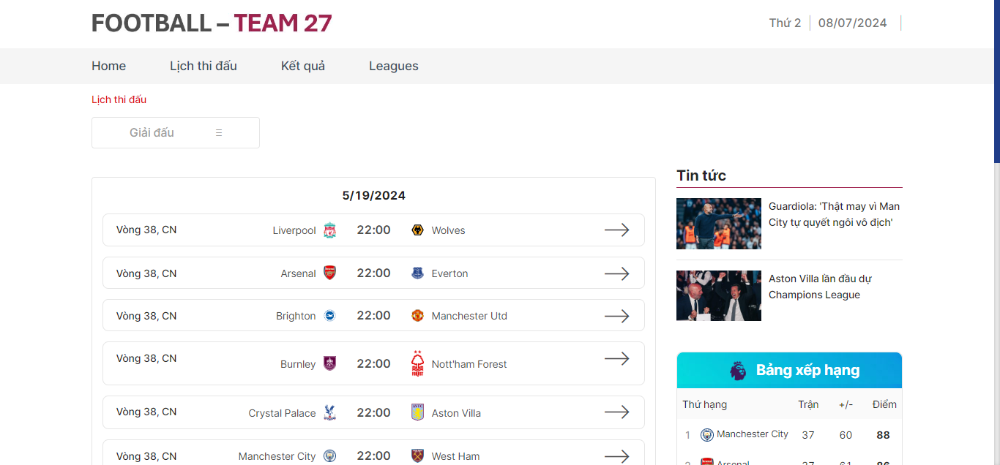 FOOTBALL – TEAM 27
Thứ 2 08/07/2024
Home Lịch thi đấu Kết quả Leagues
Lịch thi đấu
Giải đấu
5/19/2024
Vòng 38, CN Liverpool 22:00 Wolves
Vòng 38, CN Arsenal 22:00 Everton
Vòng 38, CN Brighton 22:00 Manchester Utd
Vòng 38, CN Burnley 22:00 Nott'ham Forest
Vòng 38, CN Crystal Palace 22:00 Aston Villa
Vòng 38, CN Manchester City 22:00 West Ham
Tin tức
Guardiola: 'Thật may vì Man
City tự quyết ngôi vô địch'
Aston Villa lần đầu dự
Champions League
Bảng xếp hạng
Thứ hạng Trận +/- Điểm
1 Manchester City 37 60 88
2 Arsenal 37 61 86